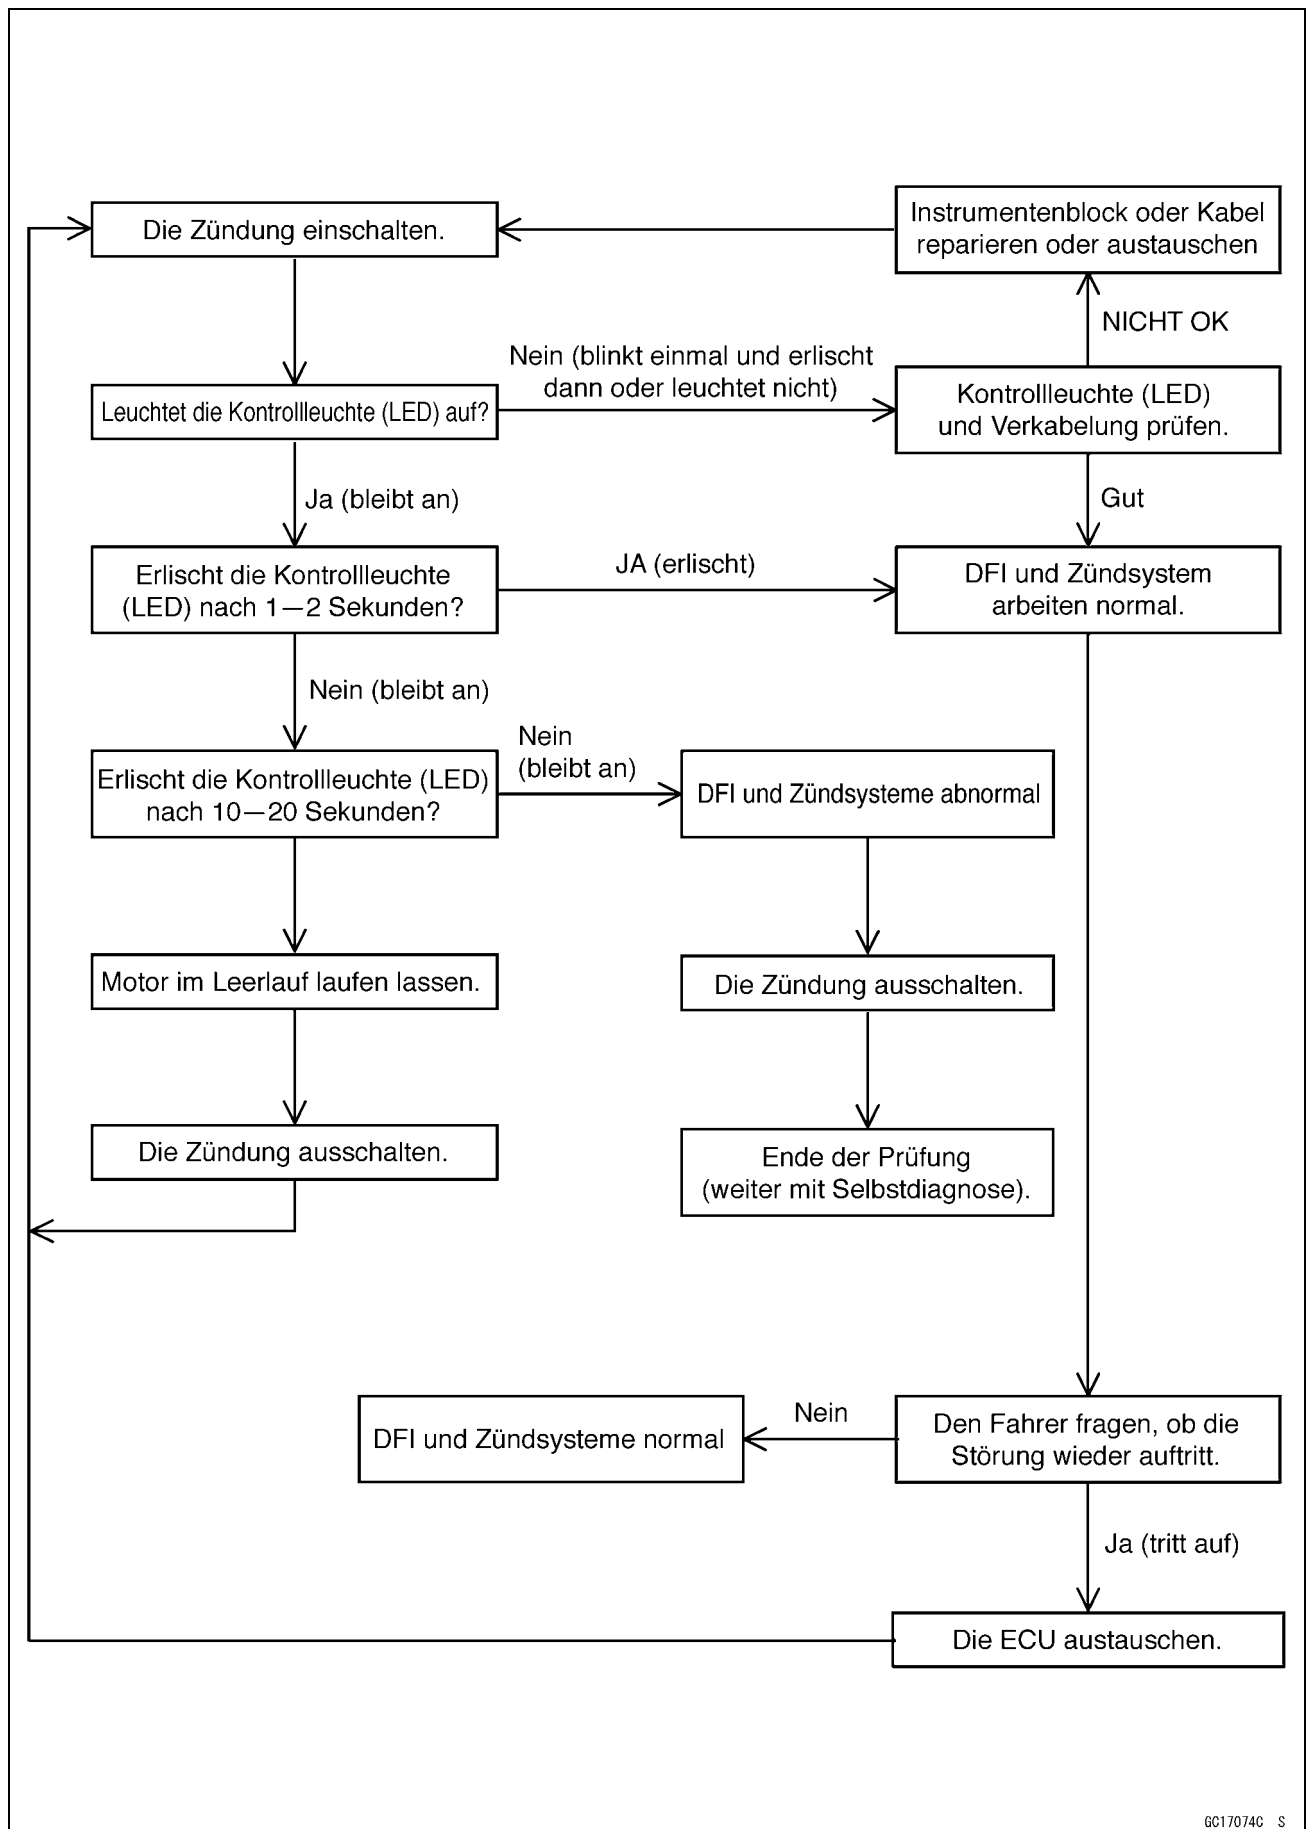 Die Zündung einschalten.
Instrumentenblock oder Kabel
reparieren oder austauschen
NICHT OK
Nein (blinkt einmal und erlischt
dann oder leuchtet nicht)
Leuchtet die Kontrollleuchte (LED) auf?
Kontrollleuchte (LED)
und Verkabelung prüfen.
Ja (bleibt an)
Gut
Erlischt die Kontrollleuchte
(LED) nach 1—2 Sekunden?
JA (erlischt)
DFI und Zündsystem
arbeiten normal.
Nein (bleibt an)
Erlischt die Kontrollleuchte (LED)
nach 10—20 Sekunden?
Nein
(bleibt an)
DFI und Zündsysteme abnormal
Motor im Leerlauf laufen lassen.
Die Zündung ausschalten.
Die Zündung ausschalten.
Ende der Prüfung
(weiter mit Selbstdiagnose).
DFI und Zündsysteme normal
Nein
Den Fahrer fragen, ob die
Störung wieder auftritt.
Ja (tritt auf)
Die ECU austauschen.
GC17074C S